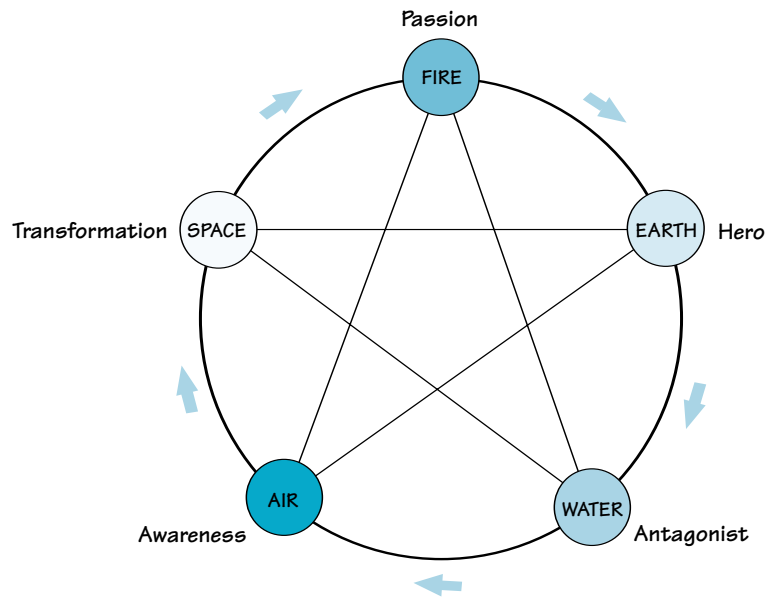 Passion
FIRE
Transformation
SPACE
EARTH
Hero
AIR
WATER
Awareness
Antagonist